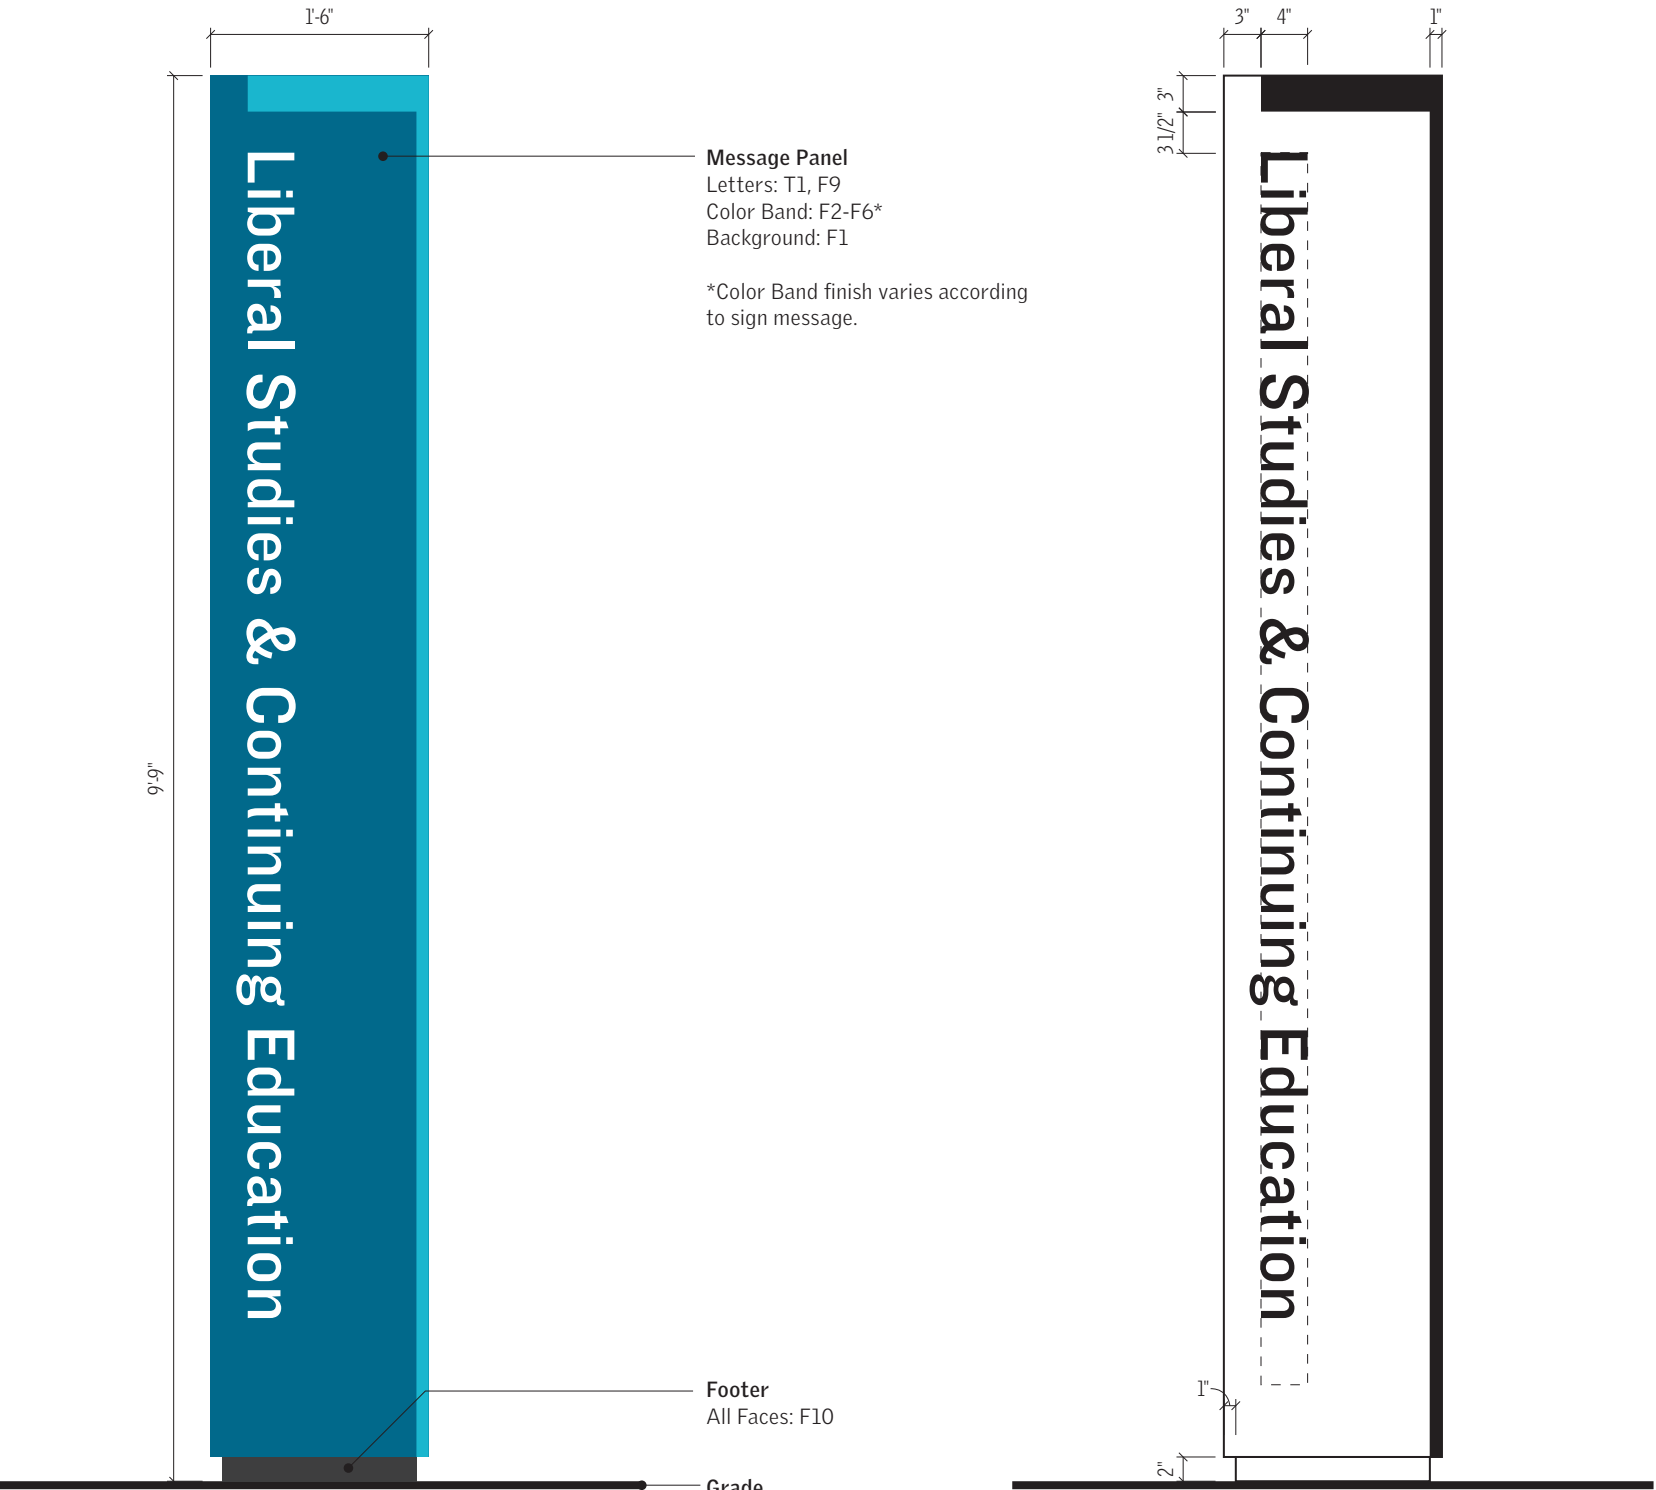 1'-6"
9'-9"
Liberal Studies & Continuing Education
Message Panel
Letters: T1, F9
Color Band: F2-F6*
Background: F1
*Color Band finish varies according
to sign message.
Footer
All Faces: F10
Grade
3" 4" 1"
3"
3 1/2"
Liberal Studies & Continuing Education
1"
2"